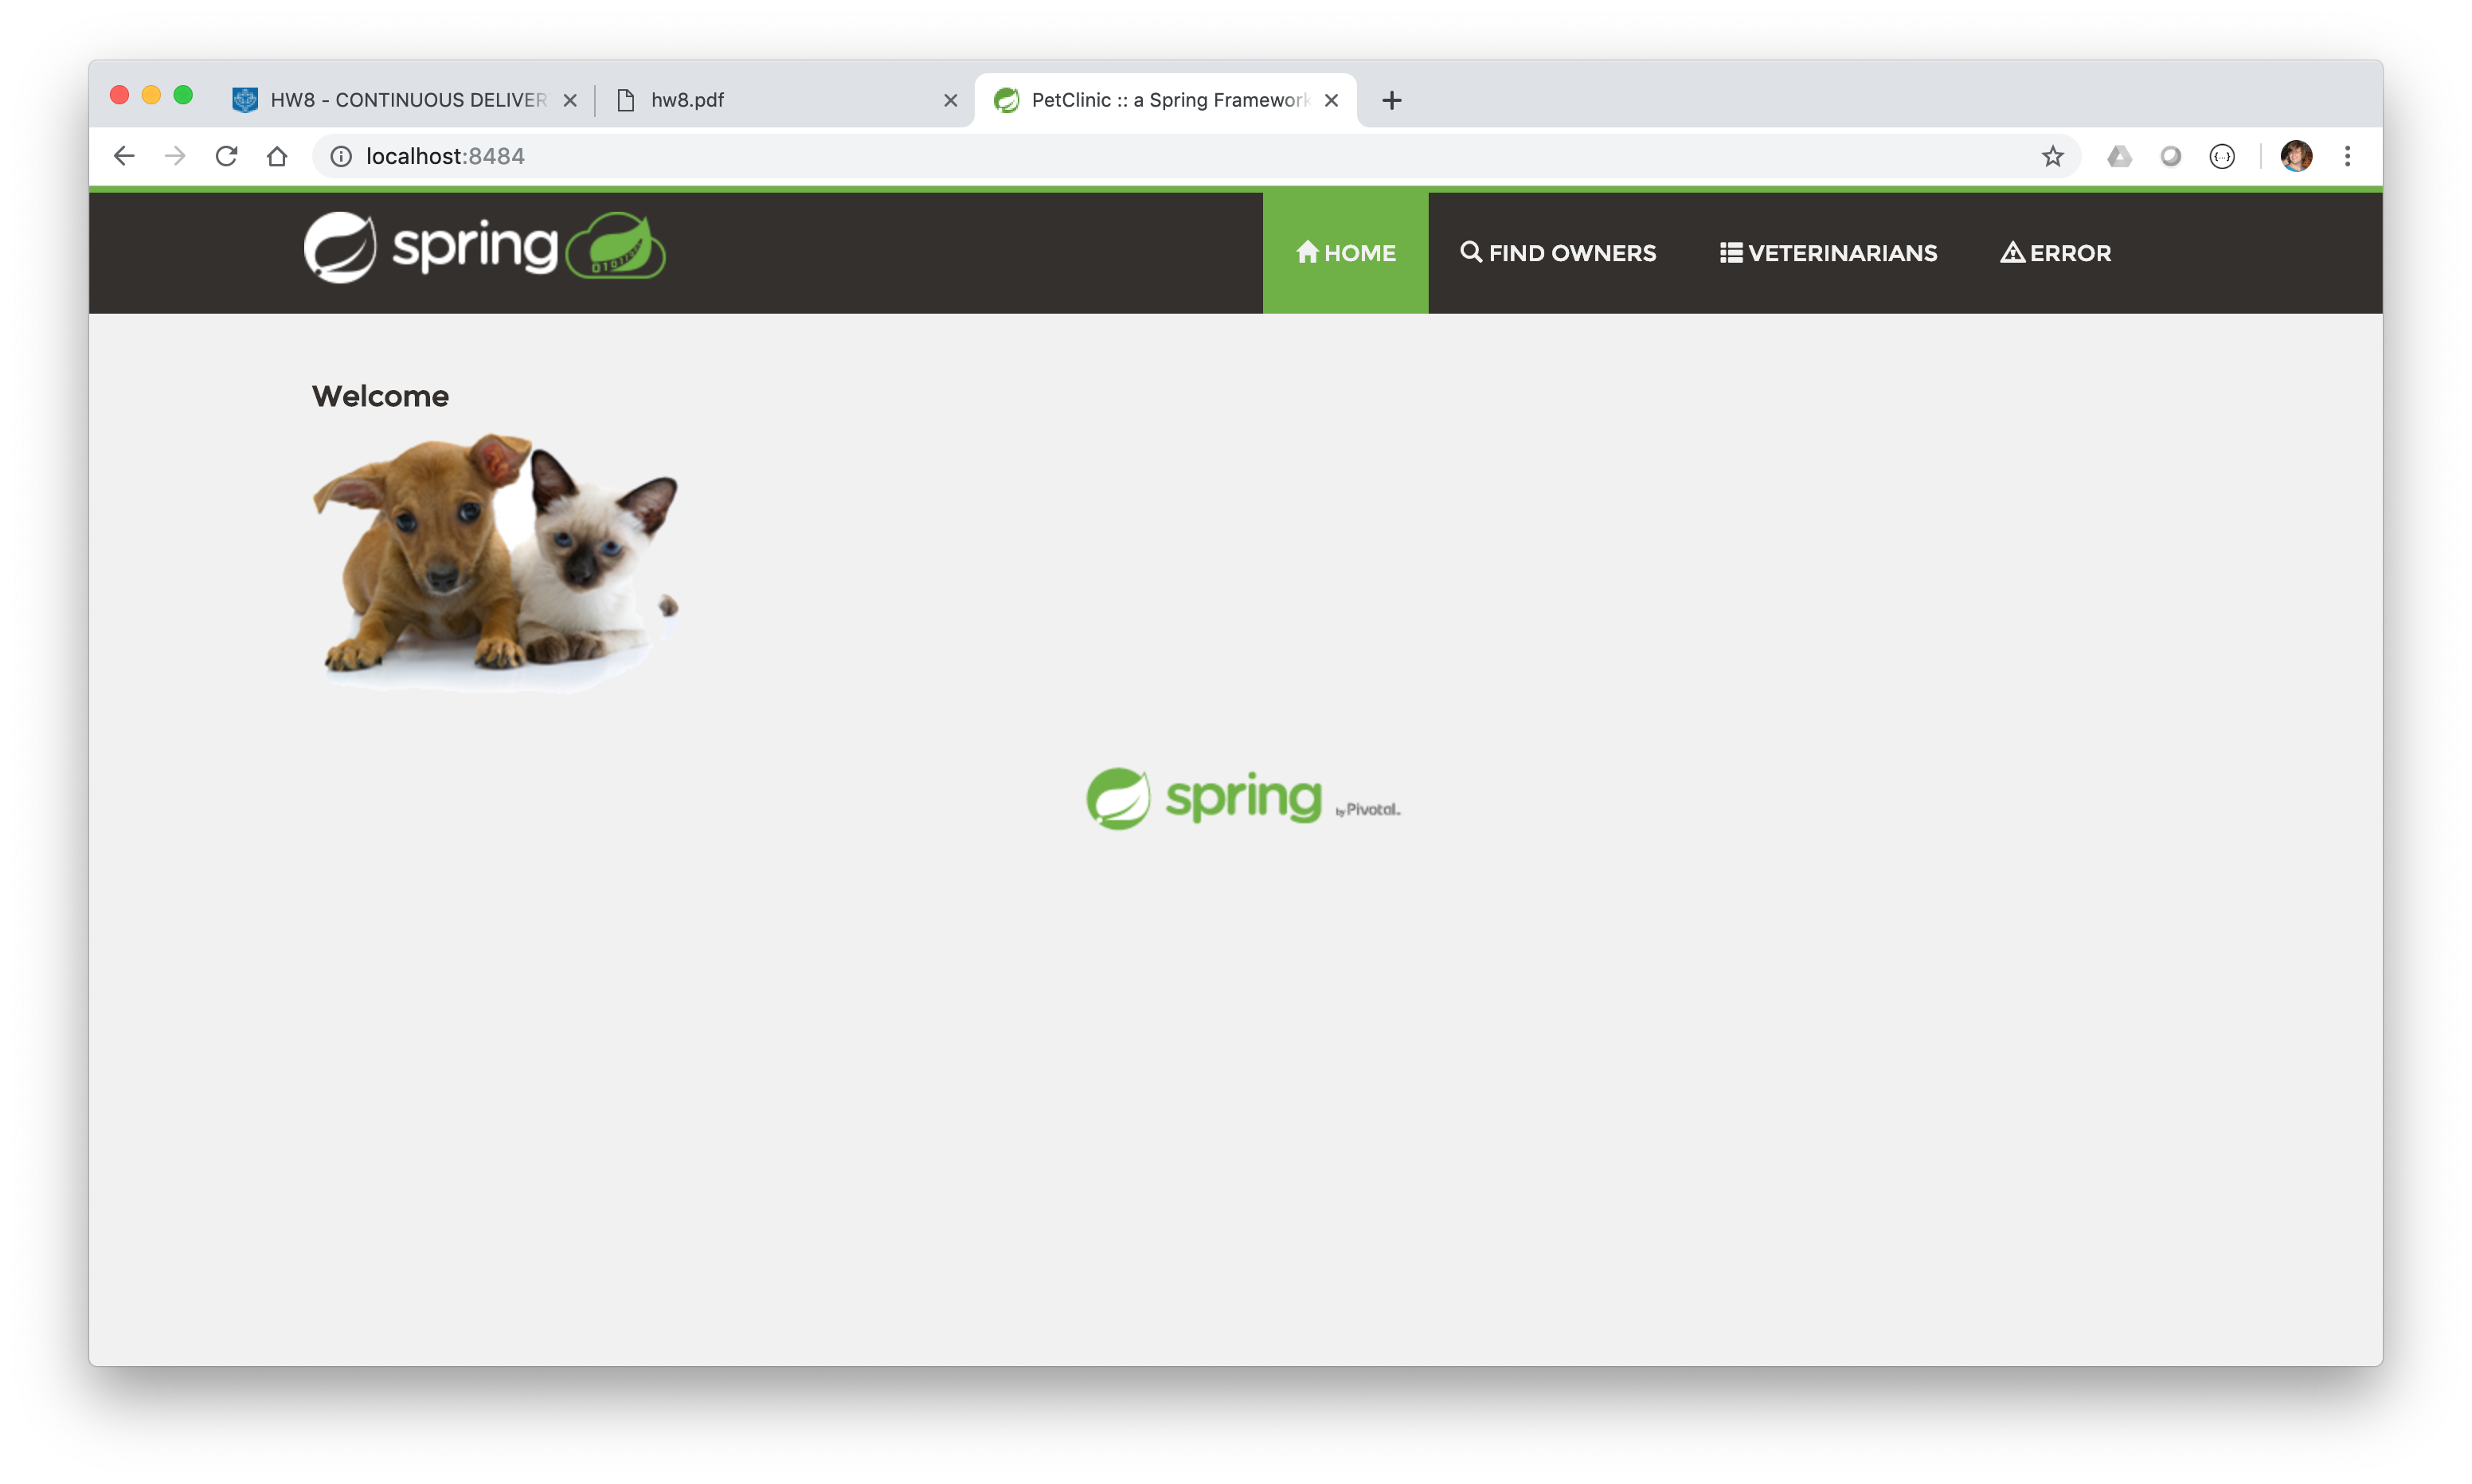 HW8 - CONTINUOUS DELIVER
hw8.pdf
PetClinic :: a Spring Framework
localhost:8484
spring
HOME
FIND OWNERS
VETERINARIANS
ERROR
Welcome
spring by Pivotal